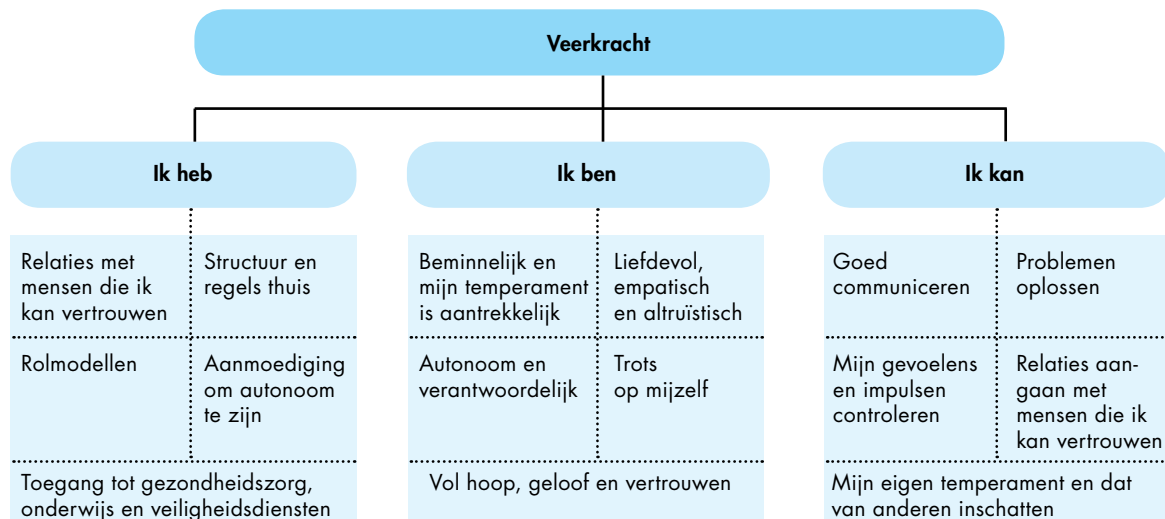 Veerkracht
Ik heb
Ik ben
Ik kan
Relaties met
mensen die ik
kan vertrouwen
Structuur en
regels thuis
Rolmodellen
Aanmoediging
om autonoom
te zijn
Toegang tot gezondheidszorg,
onderwijs en veiligheidsdiensten
Beminnelijk en
mijn temperament
is aantrekkelijk
Liefdevol,
empatisch
en altruïstisch
Autonoom en
verantwoordelijk
Trots
op mijzelf
Vol hoop, geloof en vertrouwen
Goed
communiceren
Problemen
oplossen
Mijn gevoelens
en impulsen
controleren
Relaties aan-
gaan met
mensen die ik
kan vertrouwen
Mijn eigen temperament en dat
van anderen inschatten